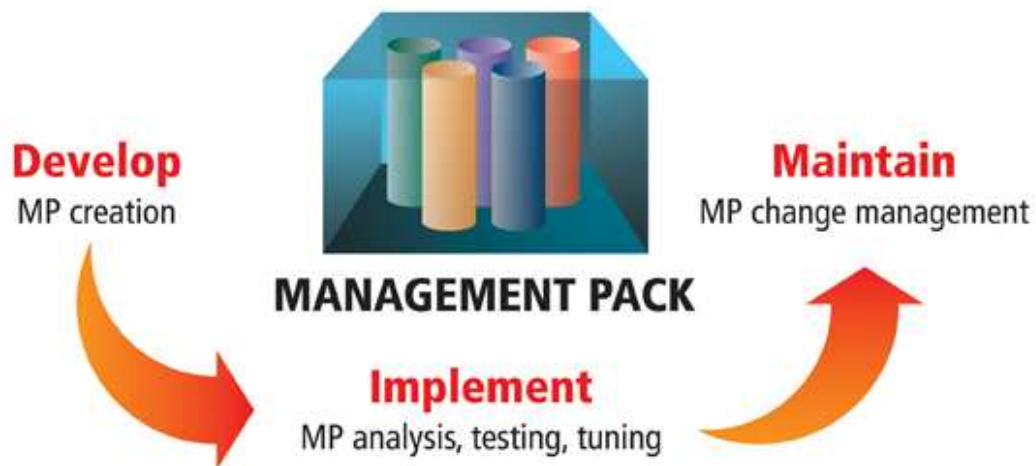 Develop
MP creation
Maintain
MP change management
MANAGEMENT PACK
Implement
MP analysis, testing, tuning